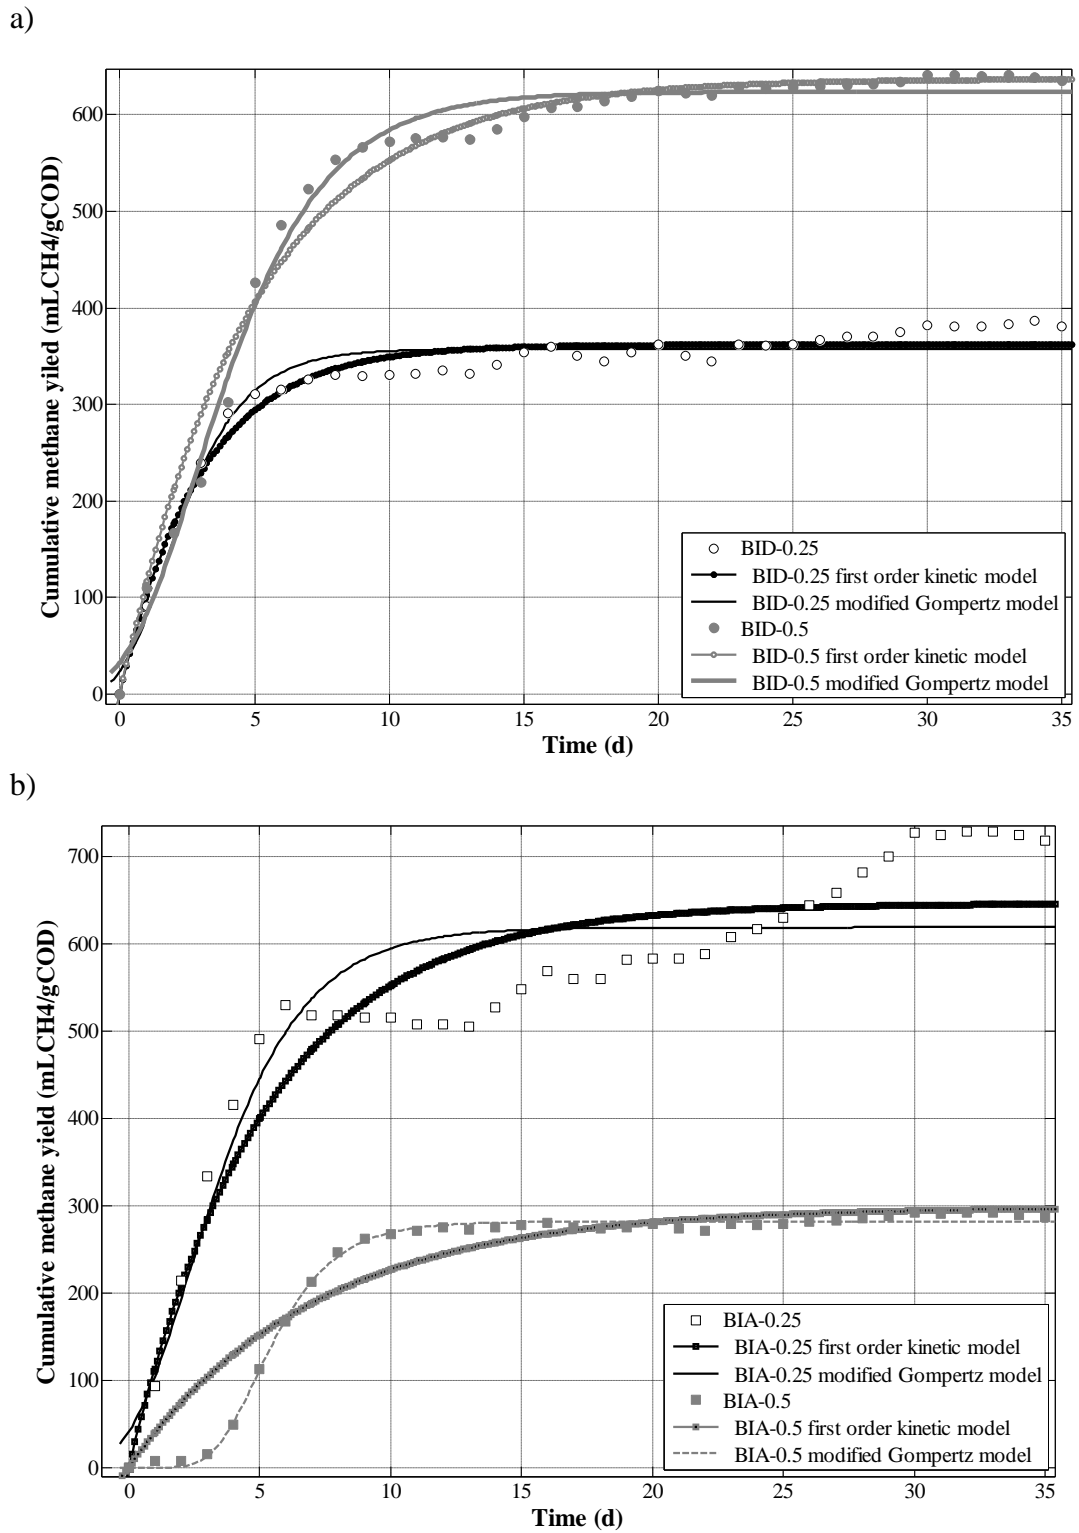 a)
600
500
400
300
200
100
0
Cumulative methane yiled (mLCH4/gCOD)
BID-0.25
BID-0.25 first order kinetic model
BID-0.25 modified Gompertz model
BID-0.5
BID-0.5 first order kinetic model
BID-0.5 modified Gompertz model
0 5 10 15 20 25 30 35
Time (d)
b)
700
600
500
400
300
200
100
0
Cumulative methane yield (mLCH4/gCOD)
BIA-0.25
BIA-0.25 first order kinetic model
BIA-0.25 modified Gompertz model
BIA-0.5
BIA-0.5 first order kinetic model
BIA-0.5 modified Gompertz model
0 5 10 15 20 25 30 35
Time (d)